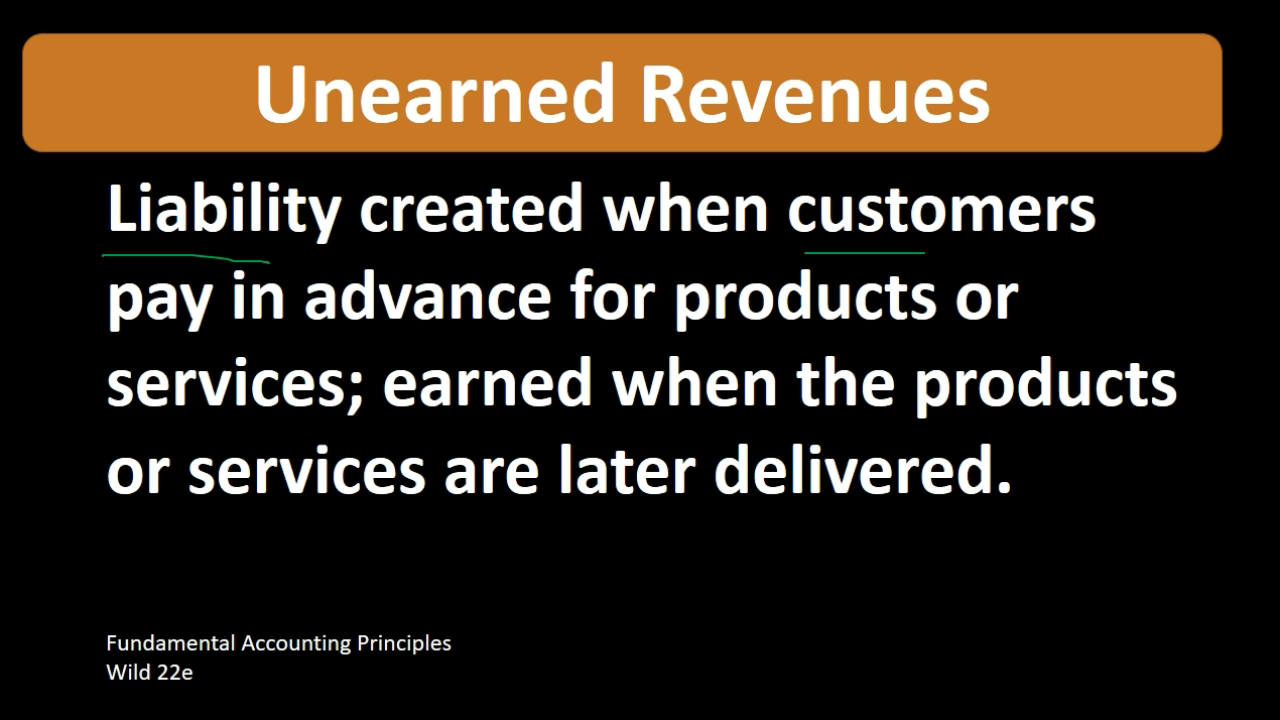 Unearned Revenues
Liability created when customers
pay in advance for products or
services; earned when the products
or services are later delivered.
Fundamental Accounting Principles
Wild 22e